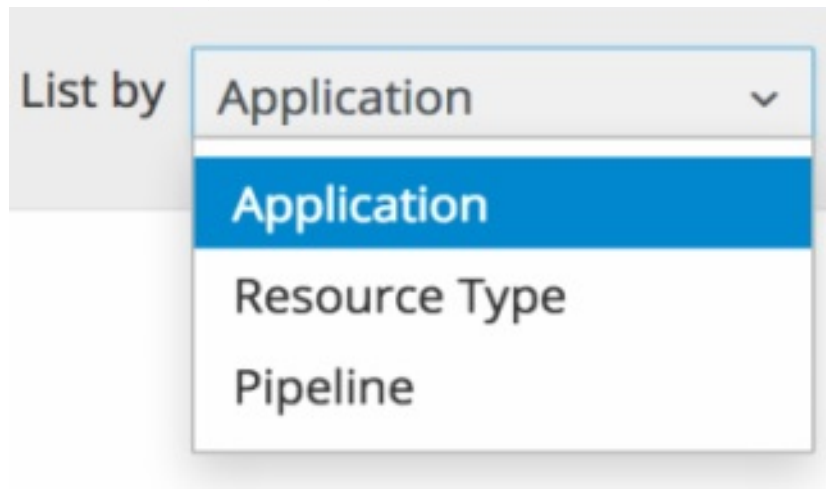 List by Application
Application
Resource Type
Pipeline